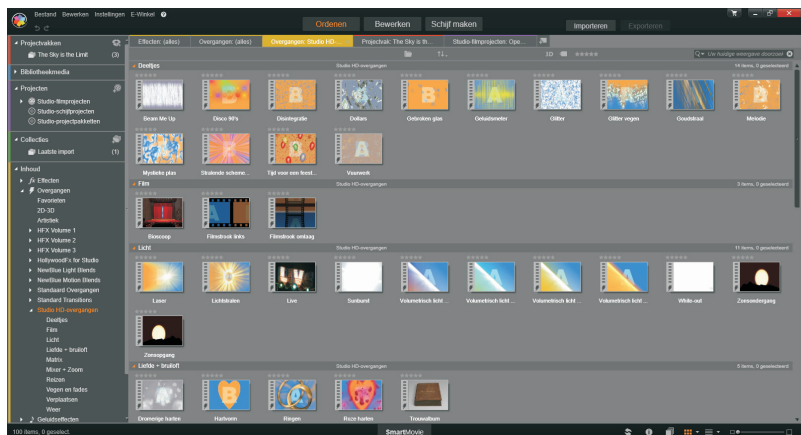 Bestand Bewerken Instellingen E-Winkel
Ordenen Bewerken Schijf maken
Importeren Exporteren
Projectvakken
The Sky is the Limit (3)
Bibliotheekmedia
Projecten
Studio-filmprojecten
Studio-schijfprojecten
Studio-projectpakketten
Collecties
Laatste import (1)
Inhoud
Effecten
Overgangen
Favorieten
2D-3D
Artistiek
HFX Volume 1
HFX Volume 2
HFX Volume 3
HollywoodFx for Studio
NewBlue Light Blends
NewBlue Motion Blends
Standaard Overgangen
Standard Transitions
Studio HD-overgangen
Deeltjes
Film
Licht
Liefde + bruiloft
Matrix
Mixer + Zoom
Reizen
Vegen en fades
Verplaatsen
Weer
Geluidseffecten
Effecten: (alles) Overgangen: (alles) Overgangen: Studio HD-... Projectvak: The Sky is th... Studio-filmprojecten: Ope...
3D Uw huidige weergave doorzoek
Deeltjes Studio HD-overgangen 14 items, 0 geselecteerd
Beam Me Up Disco 90's Disintegratie Dollars Gebroken glas Geluidsmeter Glitter Glitter vegen Goudstraal Melodie
Mystieke plas Stralende scheme... Tijd voor een feest... Vuurwerk
Film Studio HD-overgangen 3 items, 0 geselecteerd
Bioscoop Filmstrook links Filmstrook omlaag
Licht Studio HD-overgangen 11 items, 0 geselecteerd
Laser Lichtstralen Live Sunburst Volumetrisch licht ... Volumetrisch licht ... Volumetrisch licht ... White-out Zonsondergang
Zonsopgang
Liefde + bruiloft Studio HD-overgangen 5 items, 0 geselecteerd
Dromerige harten Hartvorm Ringen Roze harten Trouwalbum
100 items, 0 geselect. SmartMovie